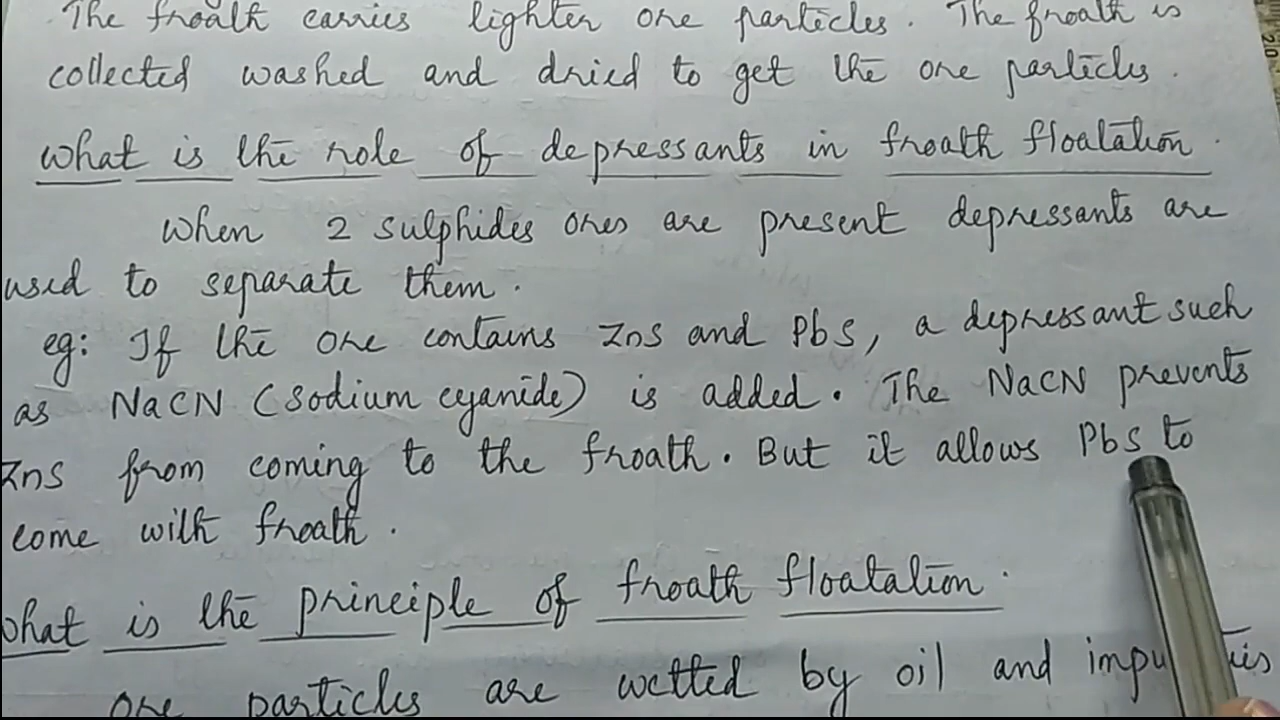 The froath carries lighter ore particles. The froath is
collected washed and dried to get the ore particles.
what is the role of depressants in froath floatation.
When 2 sulphides ores are present depressants are
used to separate them.
eg: If the ore contains ZnS and PbS, a depressant such
as NaCN (sodium cyanide) is added. The NaCN prevents
ZnS from coming to the froath. But it allows PbS to
come with froath.
what is the principle of froath floatation.
ore particles are wetted by oil and
20